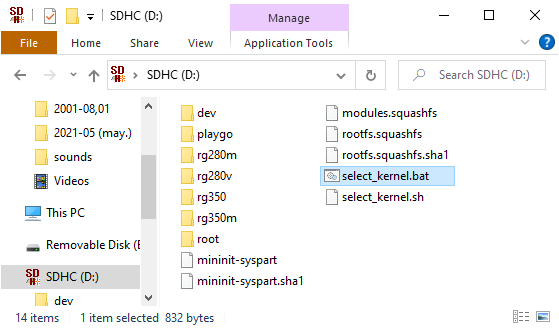 SD
Manage
SDHC (D:)
File
Home
Share
View
Application Tools
SD SDHC (D:)
Search SDHC (D:)
2001-08,01
2021-05 (may.)
sounds
Videos
This PC
Removable Disk (E
SD SDHC (D:)
dev
dev
playgo
rg280m
rg280v
rg350
rg350m
root
mininit-syspart
mininit-syspart.sha1
modules.squashfs
rootfs.squashfs
rootfs.squashfs.sha1
select_kernel.bat
select_kernel.sh
14 items 1 item selected 832 bytes